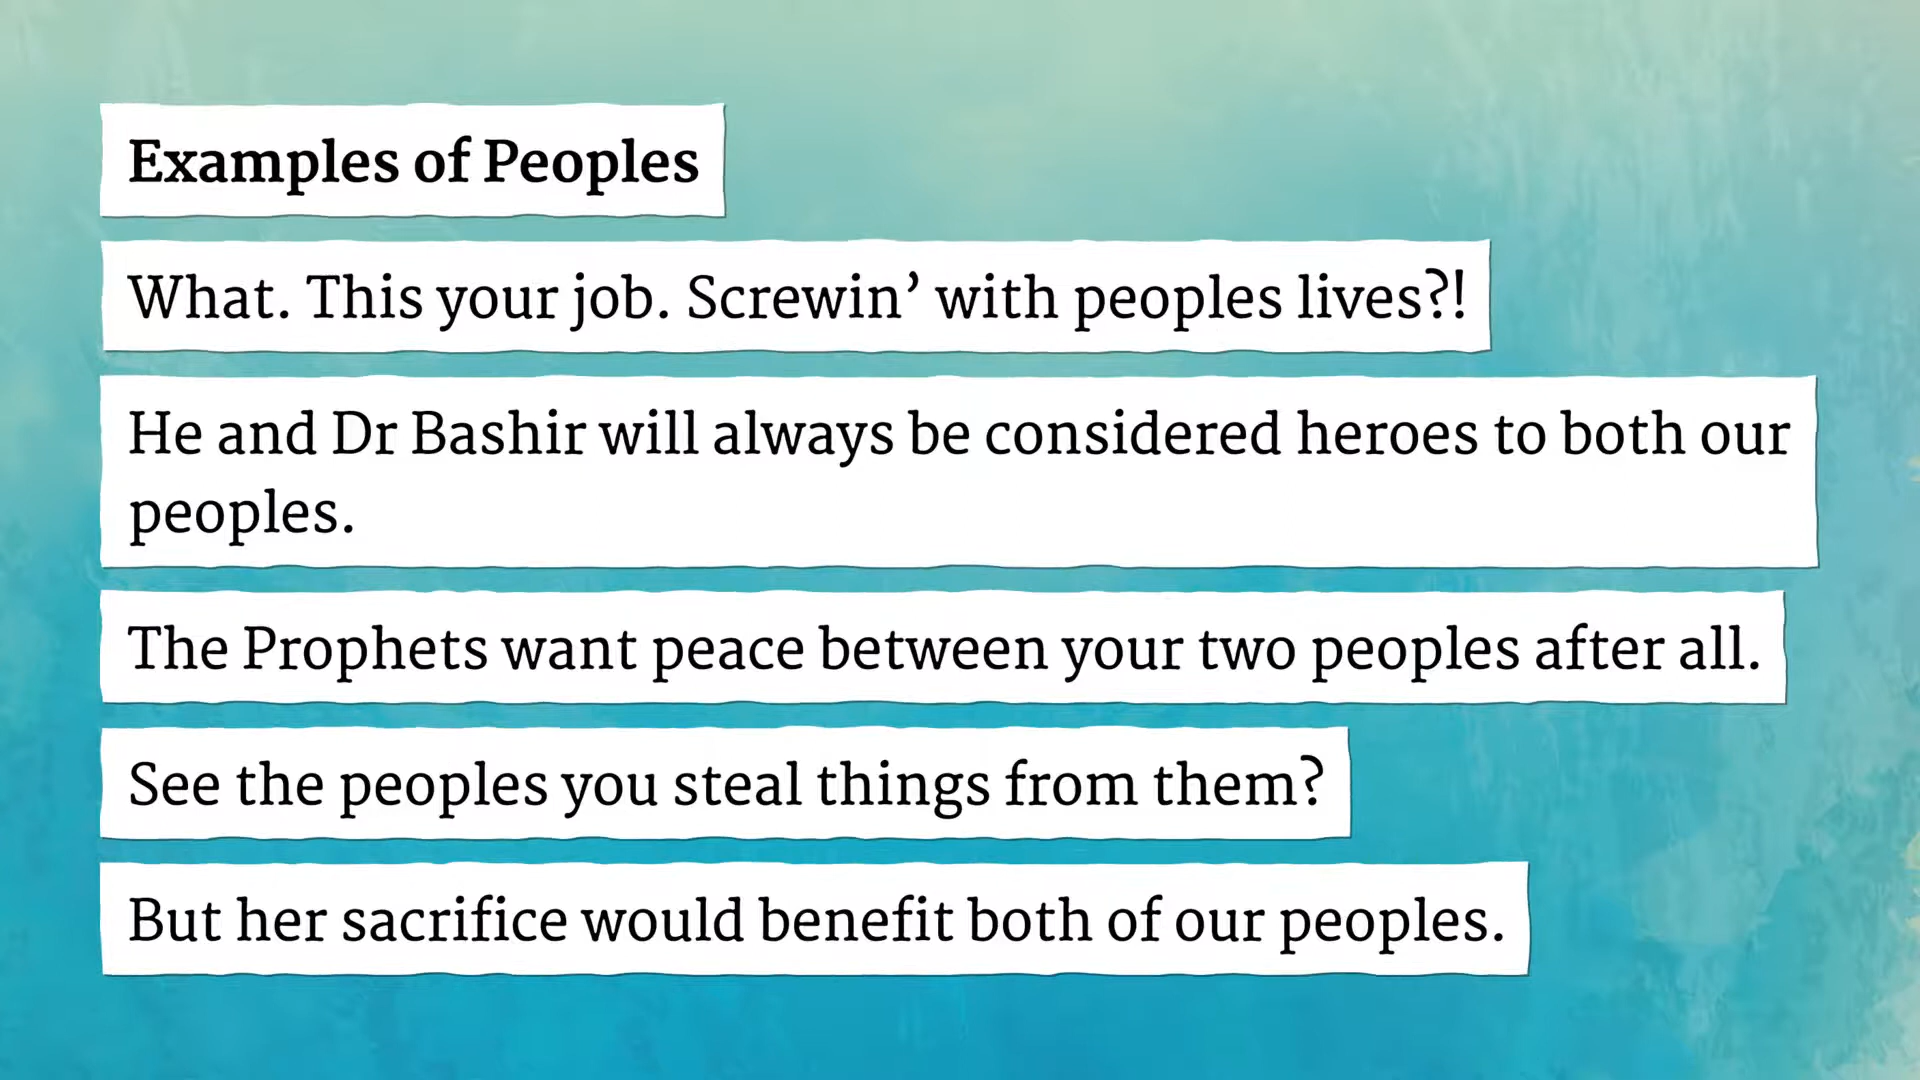 Examples of Peoples
What. This your job. Screwin’ with peoples lives?!
He and Dr Bashir will always be considered heroes to both our
peoples.
The Prophets want peace between your two peoples after all.
See the peoples you steal things from them?
But her sacrifice would benefit both of our peoples.